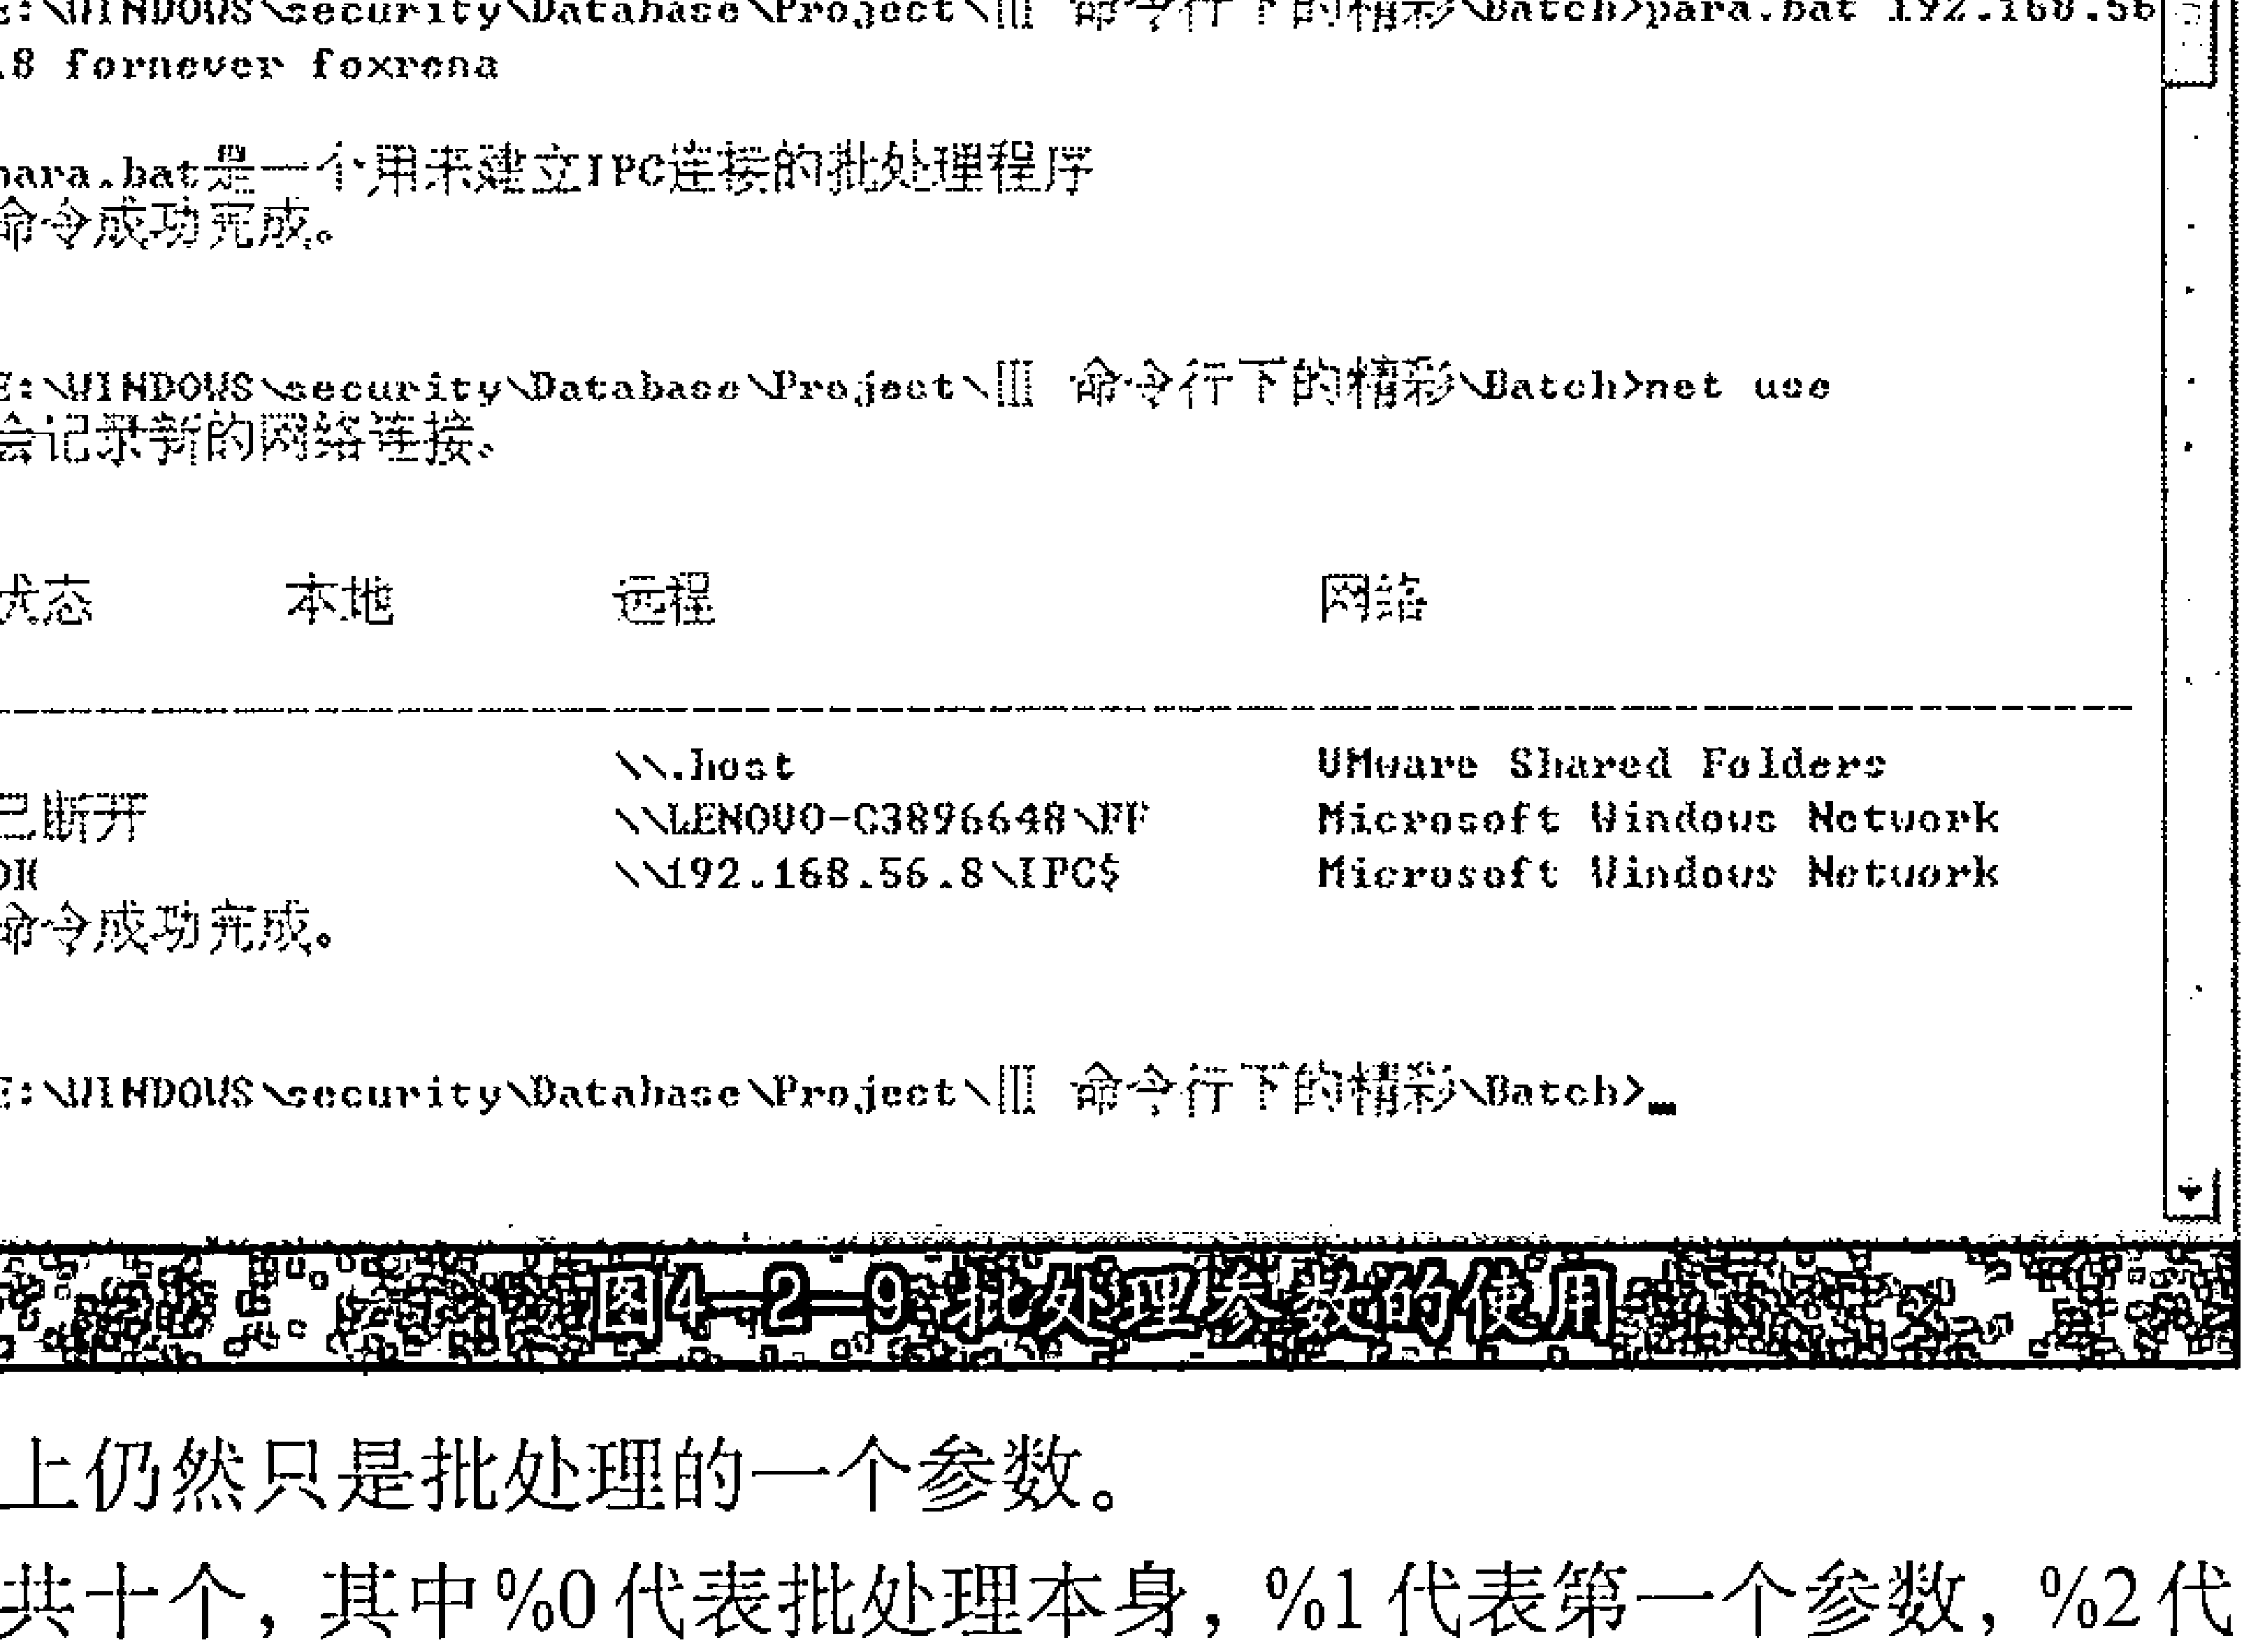 E:\WINDOWS\security\Database\Project\III 命令行下的精彩\Batch>para.bat 192.168.56
.8 fornever foxrena
para.bat是一个用来建立IPC连接的批处理程序
命令成功完成。
E:\WINDOWS\security\Database\Project\III 命令行下的精彩\Batch>net use
会记录新的网络连接。
状态 本地 远程 网络
-------------------------------------------------------------------------------
\\.host VMware Shared Folders
已断开 \\LENOVO-C3896648\FF Microsoft Windows Network
OK \\192.168.56.8\IPC$ Microsoft Windows Network
命令成功完成。
E:\WINDOWS\security\Database\Project\III 命令行下的精彩\Batch>_
图4-2-9 批处理参数的使用
上仍然只是批处理的一个参数。
共十个，其中%0代表批处理本身，%1代表第一个参数，%2代